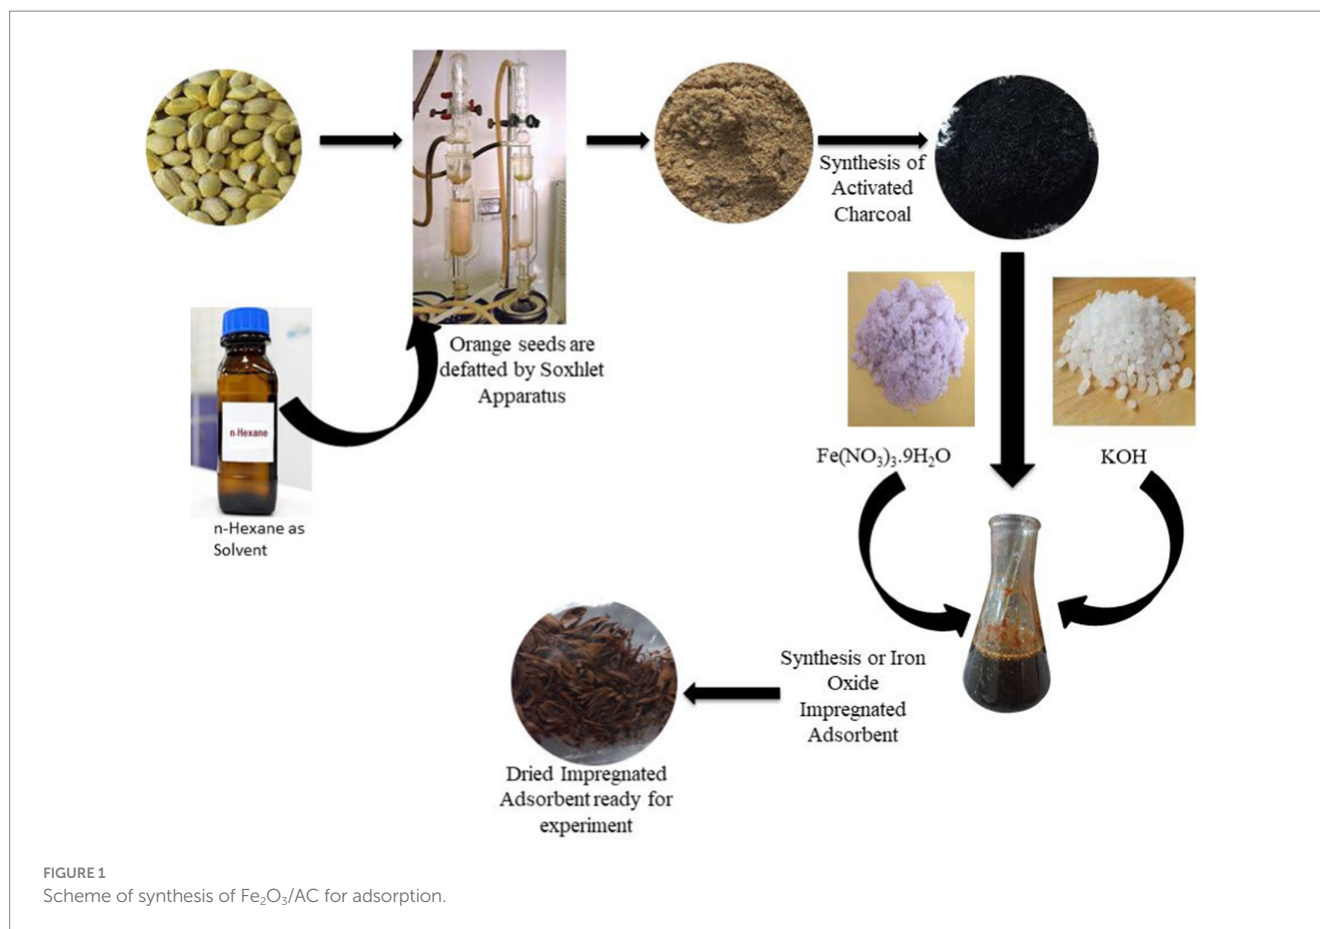 Synthesis of
Activated
Charcoal
Orange seeds are
defatted by Soxhlet
Apparatus
n-Hexane
n-Hexane as
Solvent
Fe(NO₃)₃.9H₂O
KOH
Synthesis or Iron
Oxide
Impregnated
Adsorbent
Dried Impregnated
Adsorbent ready for
experiment
FIGURE 1
Scheme of synthesis of Fe₂O₃/AC for adsorption.